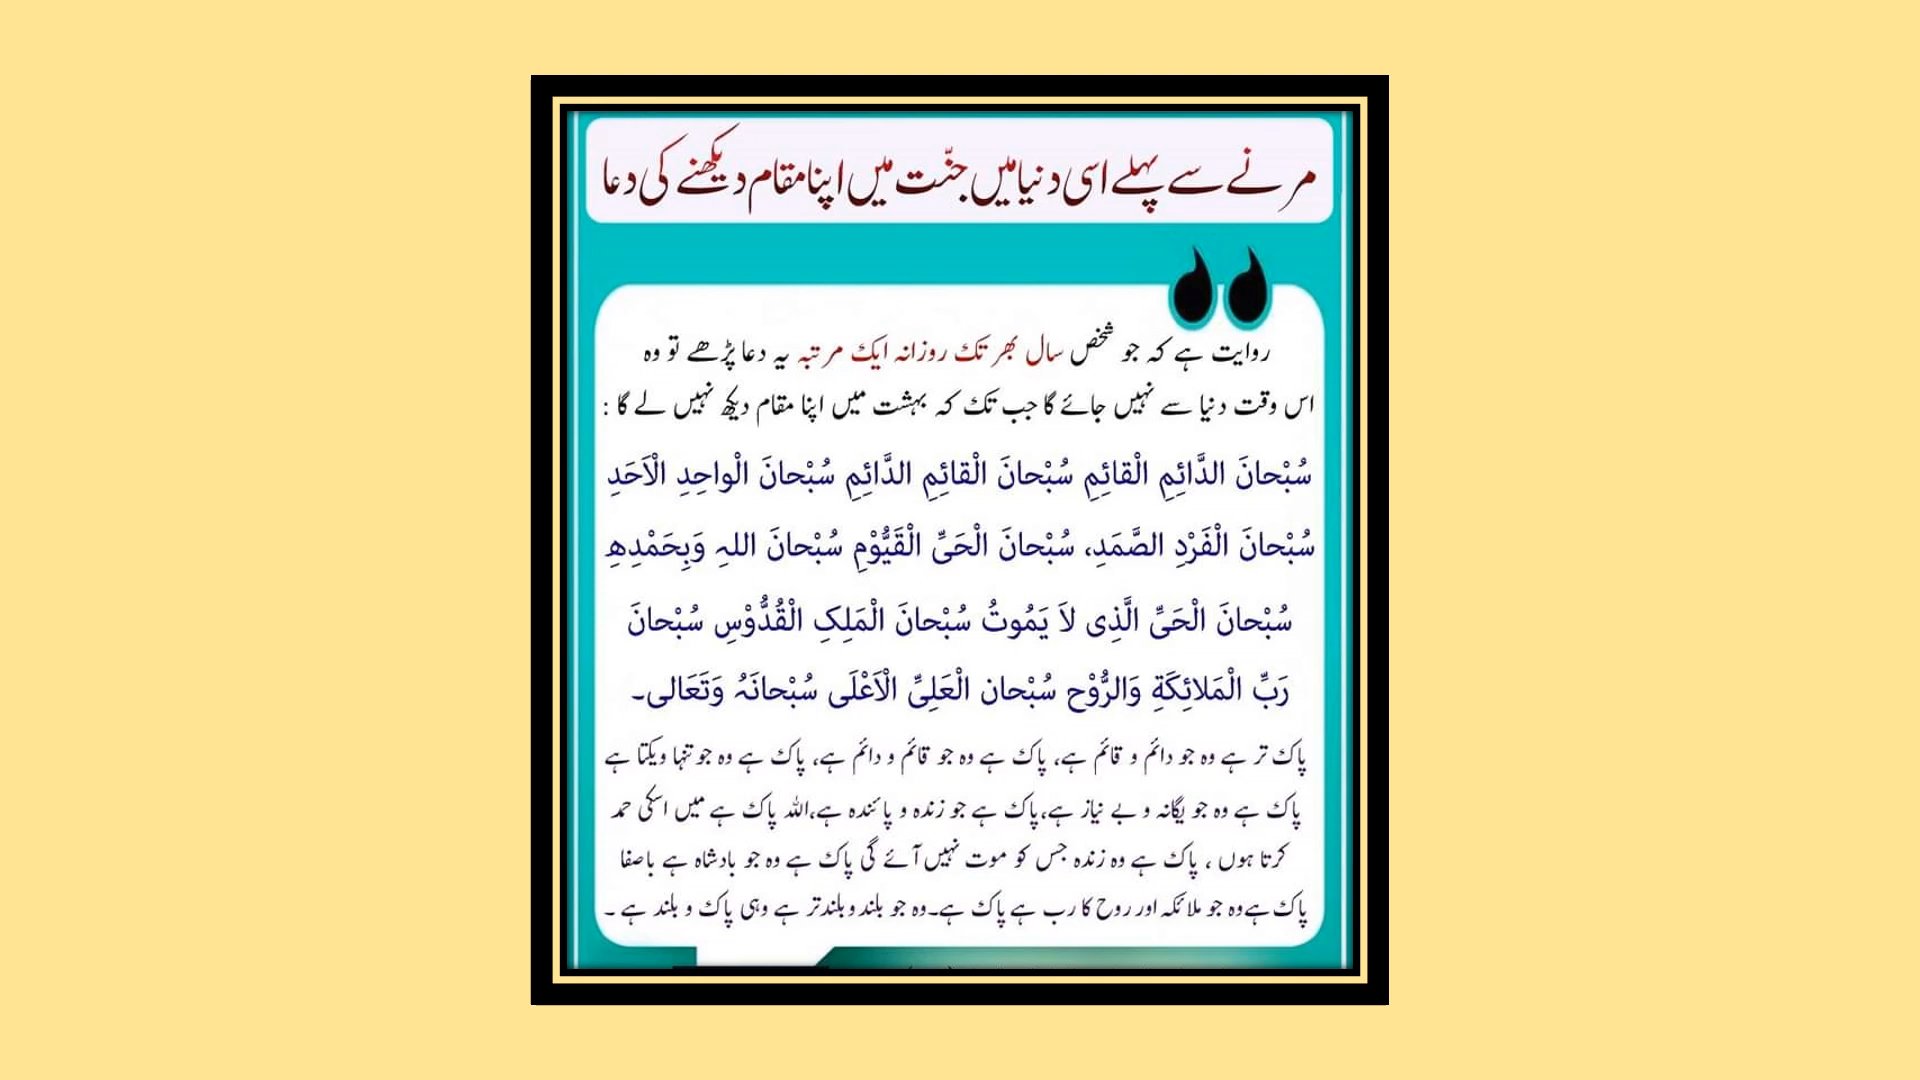 مرنے سے پہلے اسی دنیا میں جنّت میں اپنا مقام دیکھنے کی دعا
روایت ہے کہ جو شخص سال بھر تک روزانہ ایک مرتبہ یہ دعا پڑھے تو وہ
اس وقت دنیا سے نہیں جائے گا جب تک کہ بہشت میں اپنا مقام دیکھ نہیں لے گا :
سُبْحانَ الدَّائِمِ الْقائِمِ سُبْحانَ الْقائِمِ الدَّائِمِ سُبْحانَ الْواحِدِ الْاَحَدِ
سُبْحانَ الْفَرْدِ الصَّمَدِ، سُبْحانَ الْحَیِّ الْقَیُّوْمِ سُبْحانَ اللہِ وَبِحَمْدِهِ
سُبْحانَ الْحَیِّ الَّذِی لاَ یَمُوتُ سُبْحانَ الْمَلِکِ الْقُدُّوْسِ سُبْحانَ
رَبِّ الْمَلائِکَةِ وَالرُّوْح سُبْحان الْعَلِیِّ الْاَعْلَی سُبْحانَہُ وَتَعَالی۔
پاک تر ہے وہ جو دائم و قائم ہے، پاک ہے وہ جو قائم و دائم ہے، پاک ہے وہ جو تنہا ویکتا ہے
پاک ہے وہ جو یگانہ و بے نیاز ہے،پاک ہے جو زندہ و پائندہ ہے،اللہ پاک ہے میں اسکی حمد
کرتا ہوں ، پاک ہے وہ زندہ جس کو موت نہیں آئے گی پاک ہے وہ جو بادشاہ ہے باصفا
پاک ہےوہ جو ملائکہ اور روح کا رب ہے پاک ہے۔وہ جو بلند وبلندتر ہے وہی پاک و بلند ہے ۔